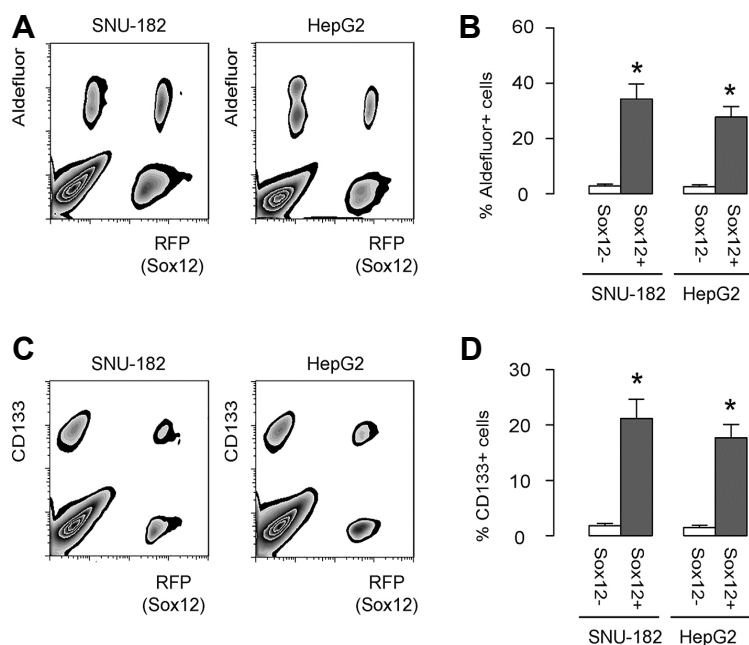 A
SNU-182
HepG2
Aldefluor
Aldefluor
RFP
(Sox12)
RFP
(Sox12)
B
% Aldefluor+ cells
60
40
20
0
*
*
Sox12-
Sox12+
Sox12-
Sox12+
SNU-182
HepG2
C
SNU-182
HepG2
CD133
CD133
RFP
(Sox12)
RFP
(Sox12)
D
% CD133+ cells
30
20
10
0
*
*
Sox12-
Sox12+
Sox12-
Sox12+
SNU-182
HepG2